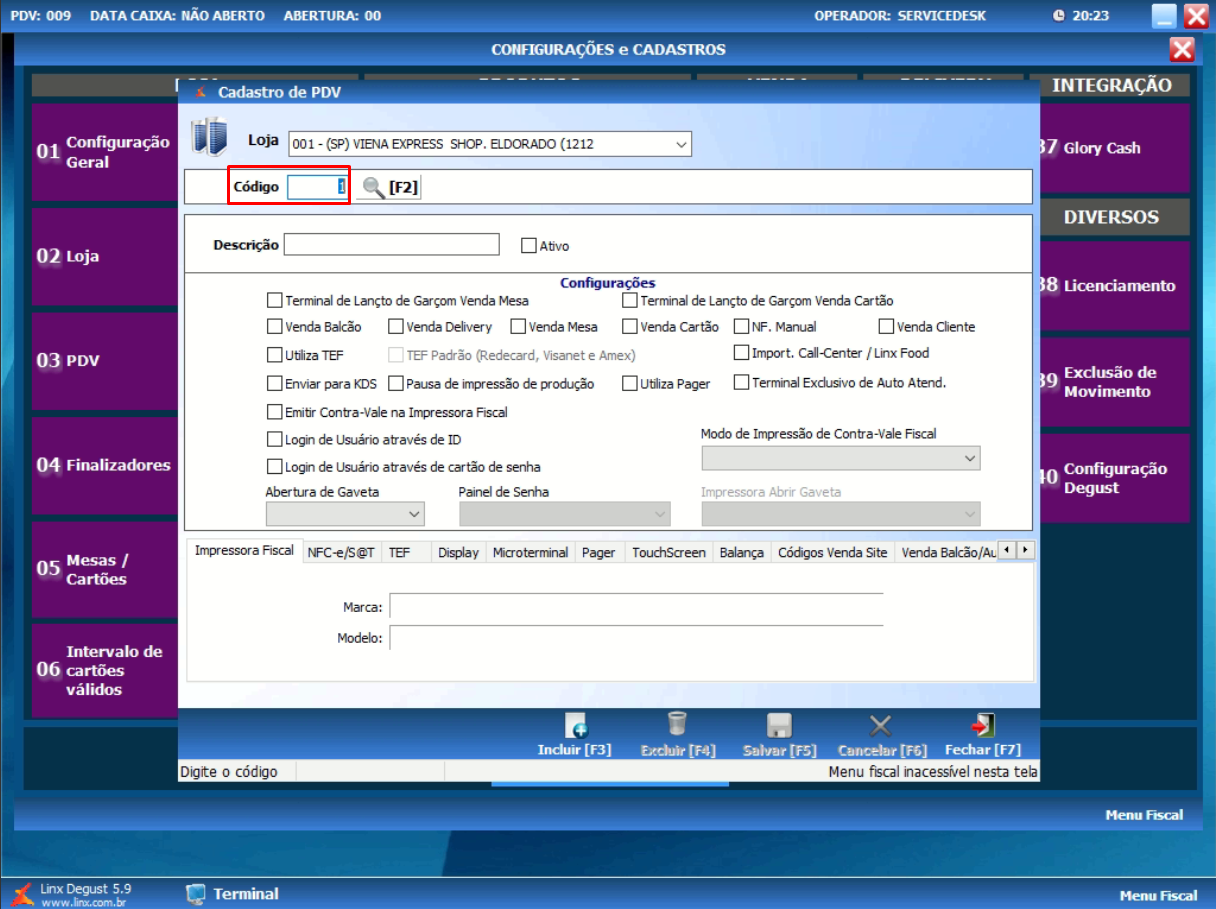 PDV: 009 DATA CAIXA: NÃO ABERTO ABERTURA: 00 OPERADOR: SERVICEDESK 20:23
CONFIGURAÇÕES e CADASTROS
INTEGRAÇÃO
Cadastro de PDV
01 Configuração
Geral
02 Loja
03 PDV
04 Finalizadores
05 Mesas /
Cartões
06 Intervalo de
cartões
válidos
Loja 001 - (SP) VIENA EXPRESS SHOP. ELDORADO (1212
Código 1 [F2]
Descrição Ativo
Configurações
Terminal de Lançto de Garçom Venda Mesa Terminal de Lançto de Garçom Venda Cartão
Venda Balcão Venda Delivery Venda Mesa Venda Cartão NF. Manual Venda Cliente
Utiliza TEF TEF Padrão (Redecard, Visanet e Amex) Import. Call-Center / Linx Food
Enviar para KDS Pausa de impressão de produção Utiliza Pager Terminal Exclusivo de Auto Atend.
Emitir Contra-Vale na Impressora Fiscal
Login de Usuário através de ID Modo de Impressão de Contra-Vale Fiscal
Login de Usuário através de cartão de senha
Abertura de Gaveta Painel de Senha Impressora Abrir Gaveta
Impressora Fiscal NFC-e/S@T TEF Display Microterminal Pager TouchScreen Balança Códigos Venda Site Venda Balcão/Au
Marca:
Modelo:
Incluir [F3] Excluir [F4] Salvar [F5] Cancelar [F6] Fechar [F7]
Digite o código Menu fiscal inacessível nesta tela
37 Glory Cash
DIVERSOS
38 Licenciamento
39 Exclusão de
Movimento
40 Configuração
Degust
Menu Fiscal
Linx Degust 5.9
www.linx.com.br
Terminal
Menu Fiscal